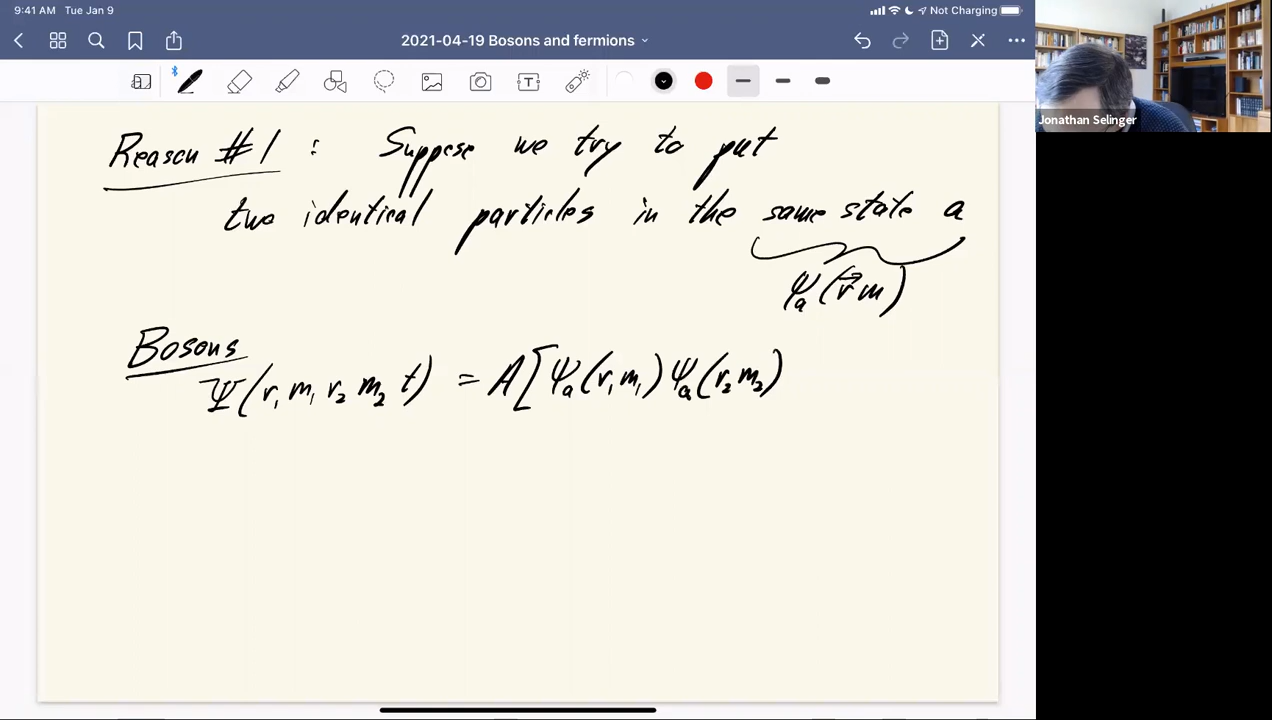 9:41 AM Tue Jan 9
Not Charging
2021-04-19 Bosons and fermions
Jonathan Selinger
Reason #1 : Suppose we try to put
two identical particles in the same state a
ψₐ(r⃗ m)
Bosons
Ψ(r₁ m₁ r₂ m₂ t) = A[ψₐ(r₁ m₁) ψₐ(r₂ m₂)